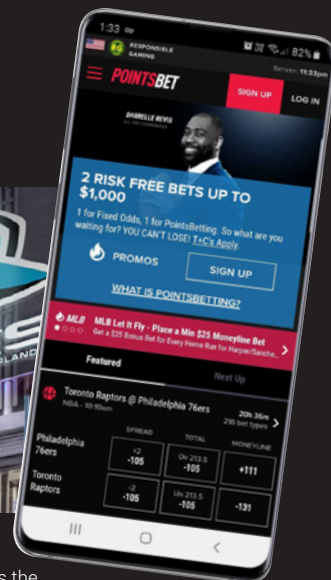 1:33
82%
RG RESPONSIBLE GAMING
Server: 11:33pm
POINTSBET
SIGN UP
LOG IN
DARRELLE REVIS
2 RISK FREE BETS UP TO
$1,000
1 for Fixed Odds, 1 for PointsBetting. So what are you
waiting for? YOU CAN'T LOSE! T+C's Apply.
PROMOS
SIGN UP
WHAT IS POINTSBETTING?
MLB MLB Let It Fly - Place a Min $25 Moneyline Bet
Get a $25 Bonus Bet for Every Home Run for Harper/Sanche...
Featured
Next Up
Toronto Raptors @ Philadelphia 76ers
20h 36m
NBA - 10:10am
216 bet types
SPREAD TOTAL MONEYLINE
Philadelphia
76ers
+2
-105
Ov 213.5
-105
+111
Toronto
Raptors
-2
-105
Un 213.5
-105
-131
RLAND
s the